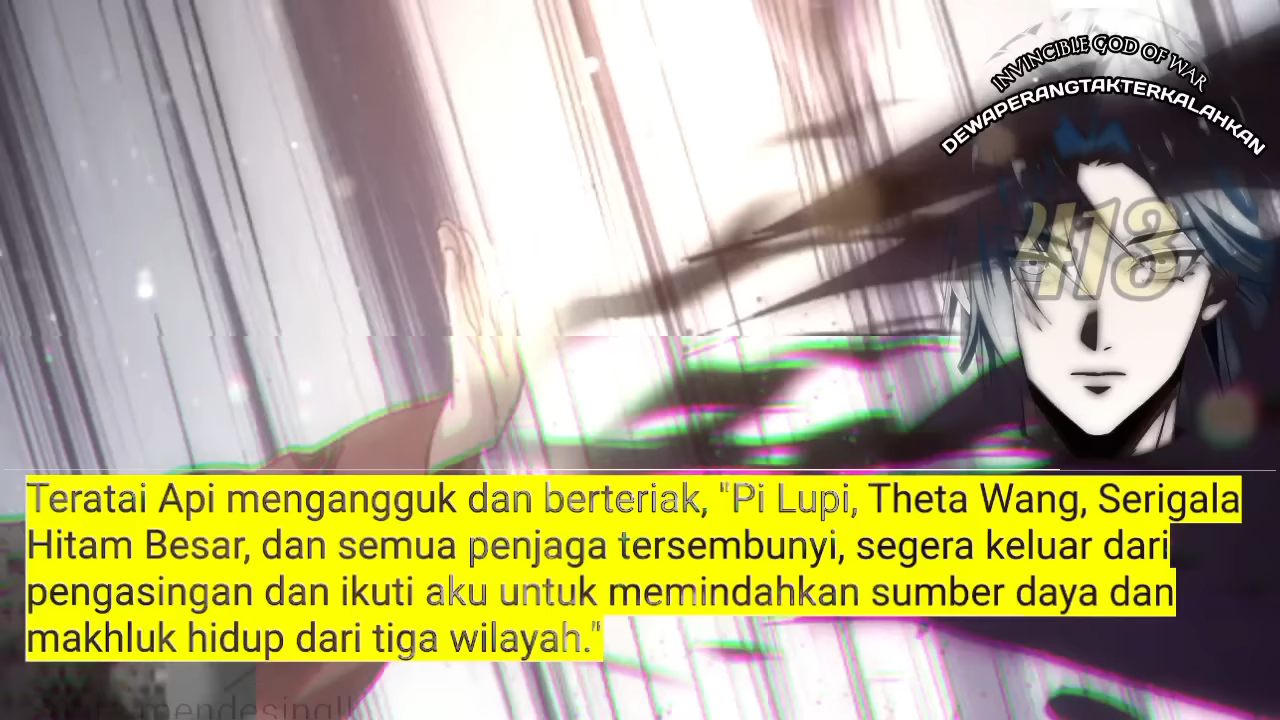 INVINCIBLE GOD OF WAR
DEWAPERANGTAKTERKALAHKAN
413
Teratai Api mengangguk dan berteriak, "Pi Lupi, Theta Wang, Serigala
Hitam Besar, dan semua penjaga tersembunyi, segera keluar dari
pengasingan dan ikuti aku untuk memindahkan sumber daya dan
makhluk hidup dari tiga wilayah."
mendesing!!